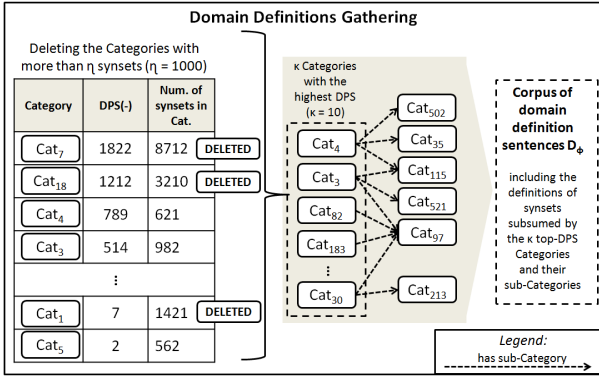 Domain Definitions Gathering
Deleting the Categories with
more than η synsets (η = 1000)
Category DPS(-) Num. of synsets in Cat.
Cat7 1822 8712 DELETED
Cat18 1212 3210 DELETED
Cat4 789 621
Cat3 514 982
⋮
Cat1 7 1421 DELETED
Cat5 2 562
κ Categories
with the
highest DPS
(κ = 10)
Cat4
Cat3
Cat82
Cat183
⋮
Cat30
Cat502
Cat35
Cat115
Cat521
Cat97
Cat213
Corpus of
domain
definition
sentences Dϕ
including the
definitions of
synsets
subsumed by
the κ top-DPS
Categories
and their
sub-Categories
Legend:
has sub-Category